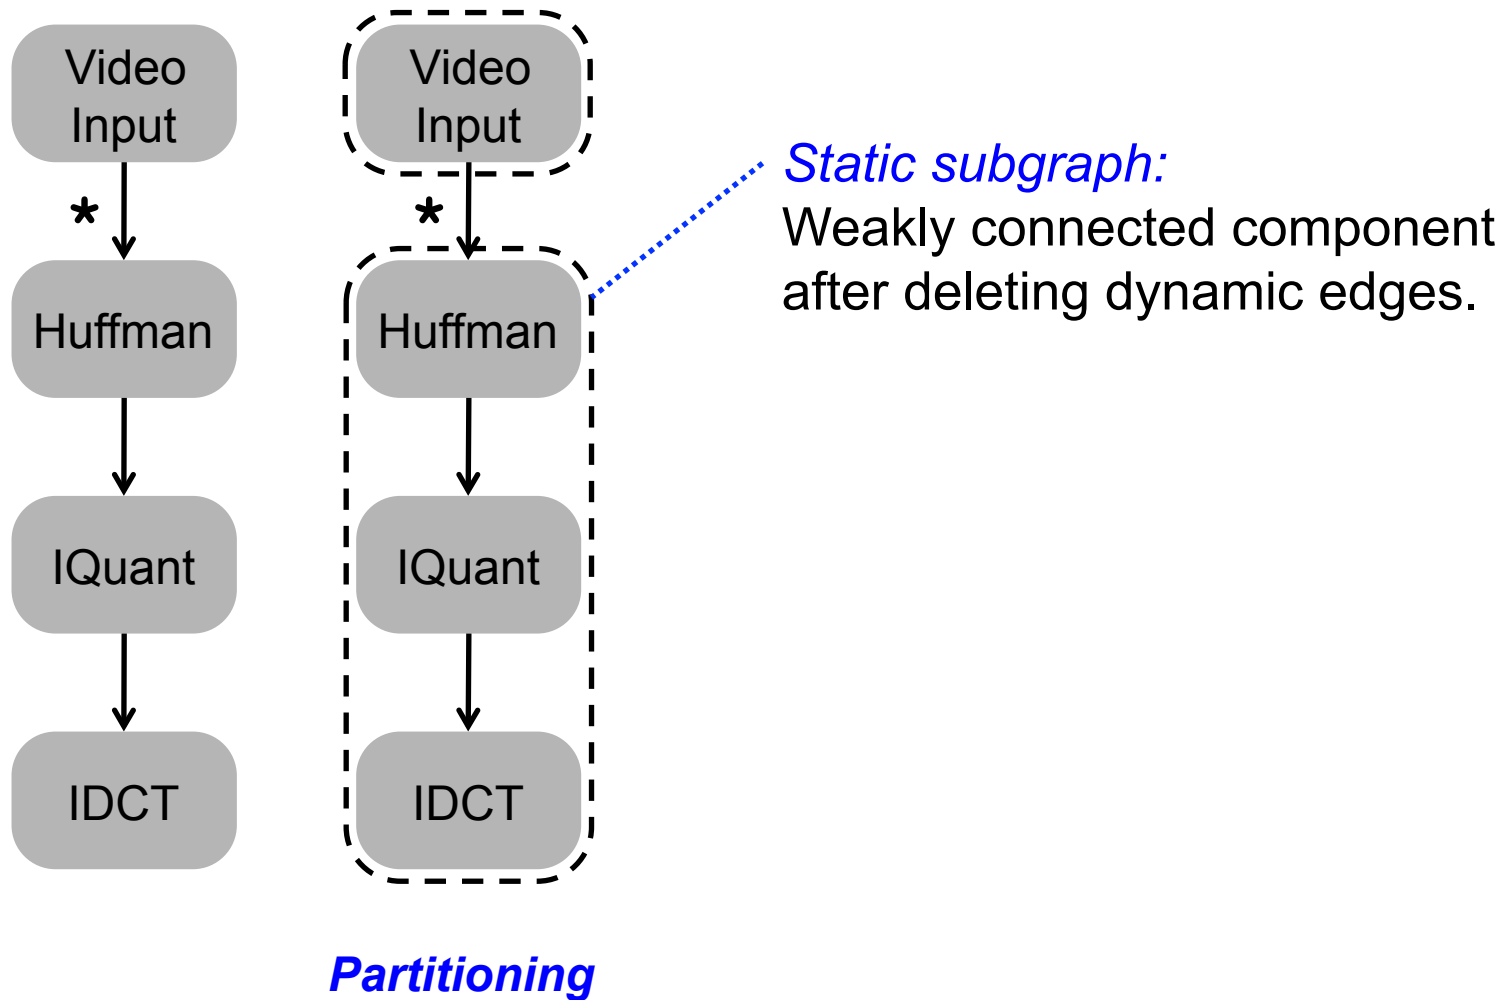 Video
Input
*
Huffman
IQuant
IDCT
Video
Input
*
Huffman
IQuant
IDCT
Partitioning
Static subgraph:
Weakly connected component
after deleting dynamic edges.